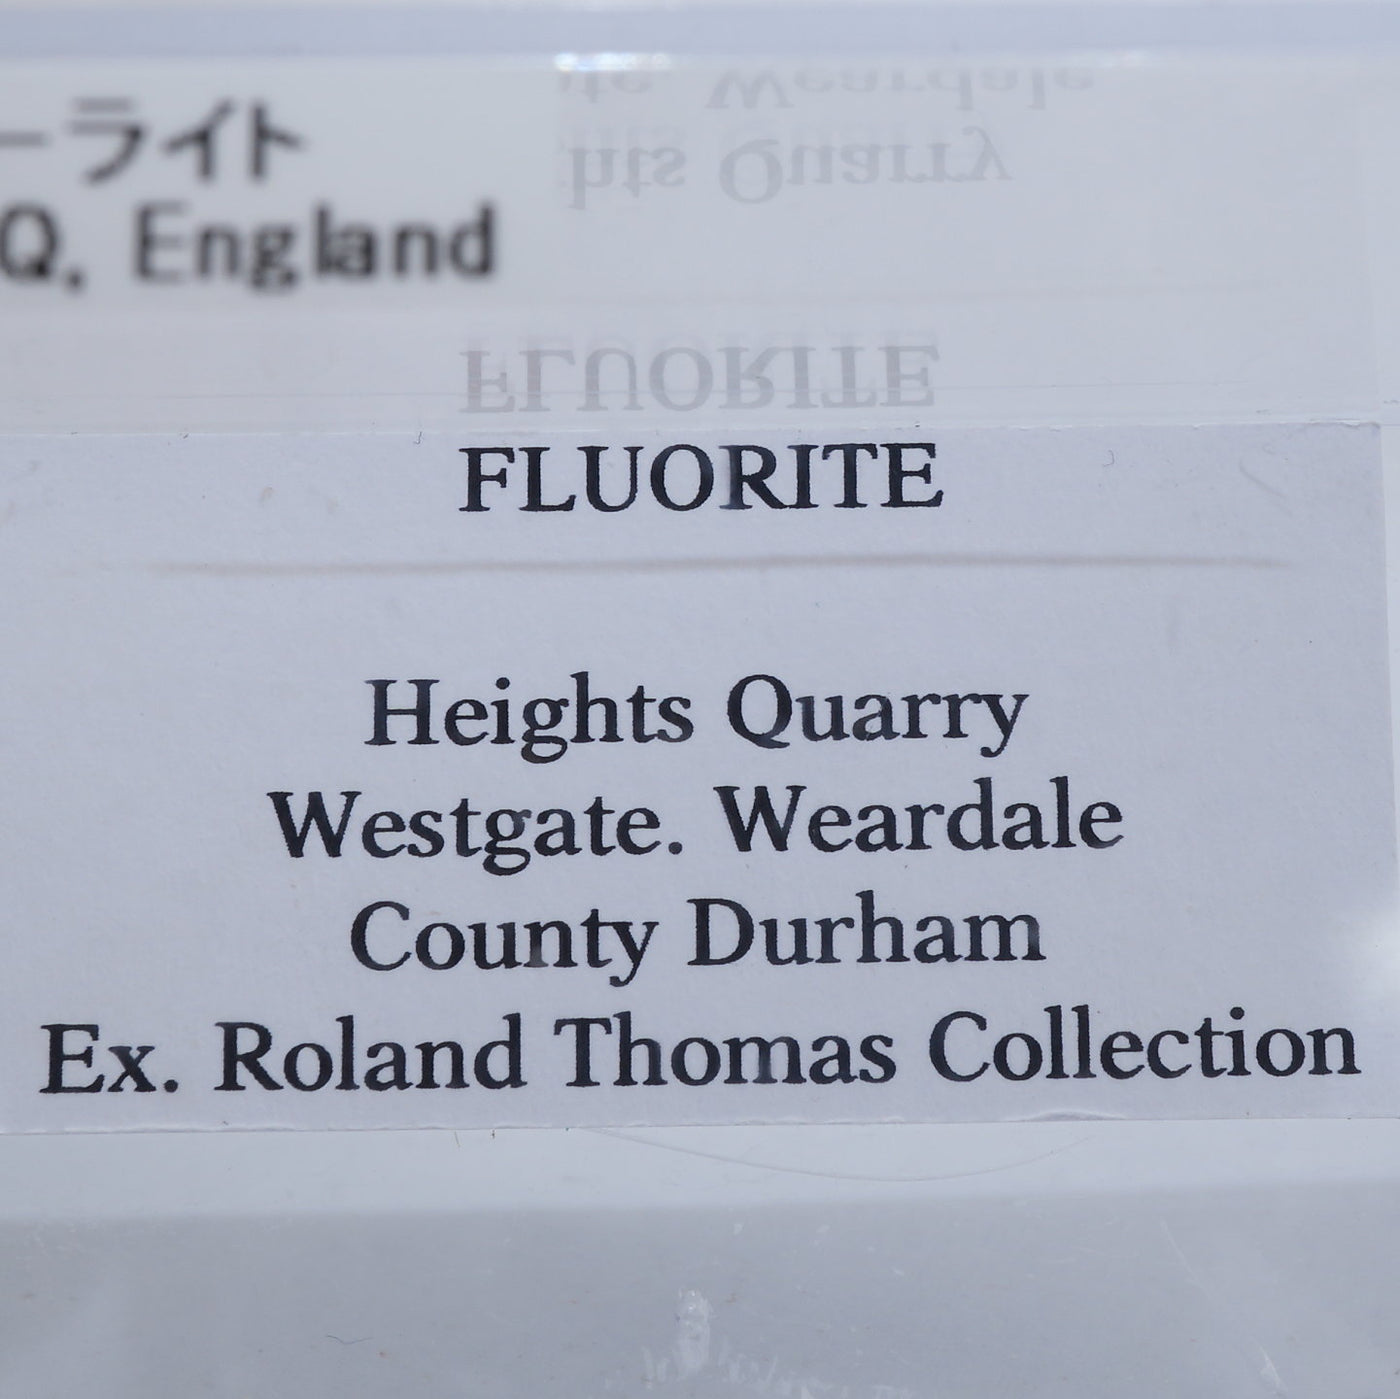 ーライト
Q, England
FLUORITE
Heights Quarry
Westgate. Weardale
County Durham
Ex. Roland Thomas Collection